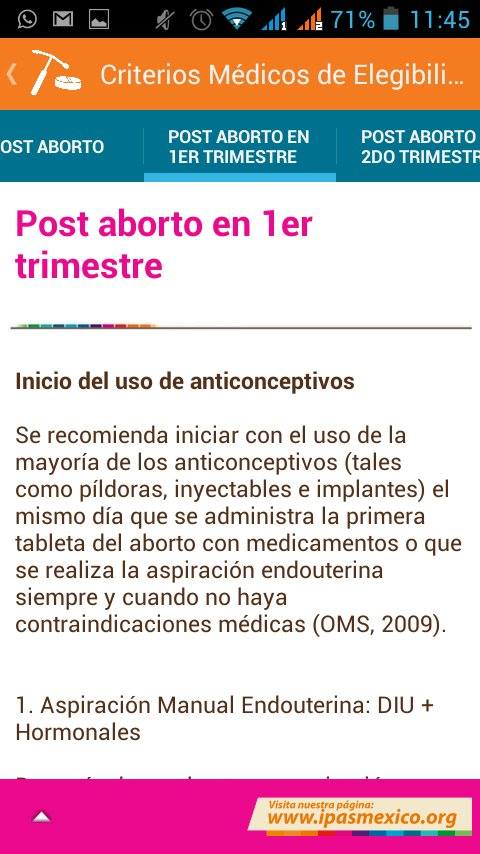 71% 11:45
Criterios Médicos de Elegibili...
OST ABORTO
POST ABORTO EN
1ER TRIMESTRE
POST ABORTO
2DO TRIMESTR
Post aborto en 1er
trimestre
Inicio del uso de anticonceptivos
Se recomienda iniciar con el uso de la
mayoría de los anticonceptivos (tales
como píldoras, inyectables e implantes) el
mismo día que se administra la primera
tableta del aborto con medicamentos o que
se realiza la aspiración endouterina
siempre y cuando no haya
contraindicaciones médicas (OMS, 2009).
1. Aspiración Manual Endouterina: DIU +
Hormonales
Visita nuestra página:
www.ipasmexico.org